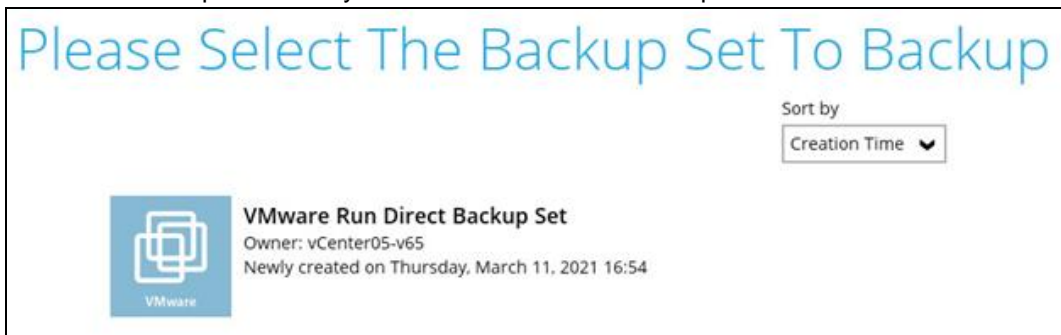 Please Select The Backup Set To Backup
Sort by
Creation Time
VMware Run Direct Backup Set
Owner: vCenter05-v65
Newly created on Thursday, March 11, 2021 16:54
VMware